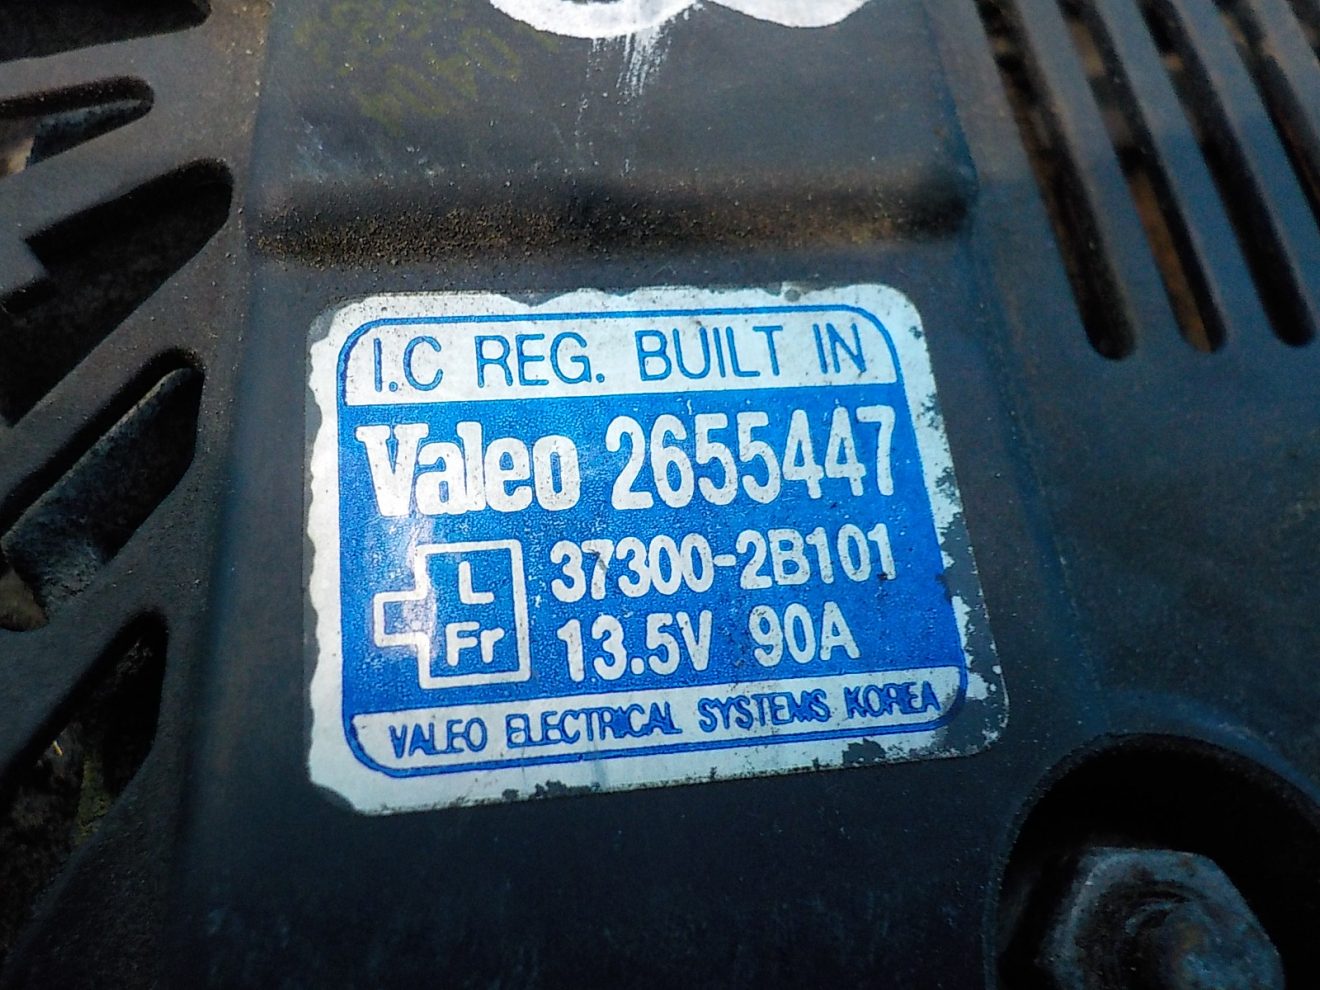 I.C REG. BUILT IN
Valeo 2655447
L 37300-2B101
Fr 13.5V 90A
VALEO ELECTRICAL SYSTEMS KOREA